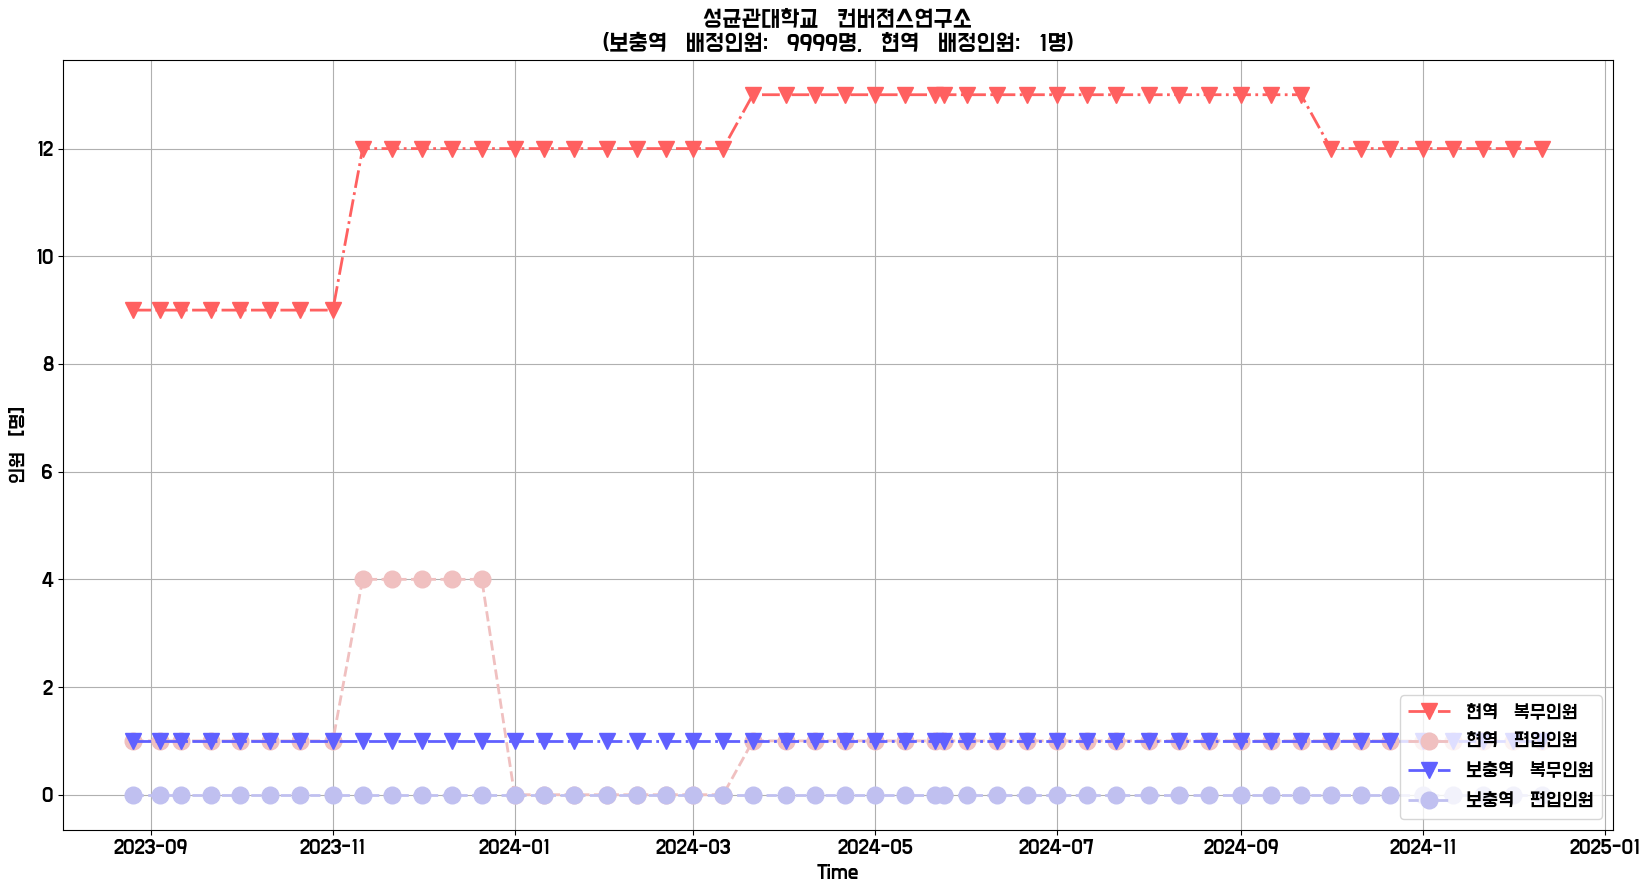 성균관대학교 컨버젼스연구소
(보충역 배정인원: 9999명, 현역 배정인원: 1명)
인원 [명]
12
10
8
6
4
2
0
현역 복무인원
현역 편입인원
보충역 복무인원
보충역 편입인원
2023-09
2023-11
2024-01
2024-03
2024-05
2024-07
2024-09
2024-11
2025-01
Time